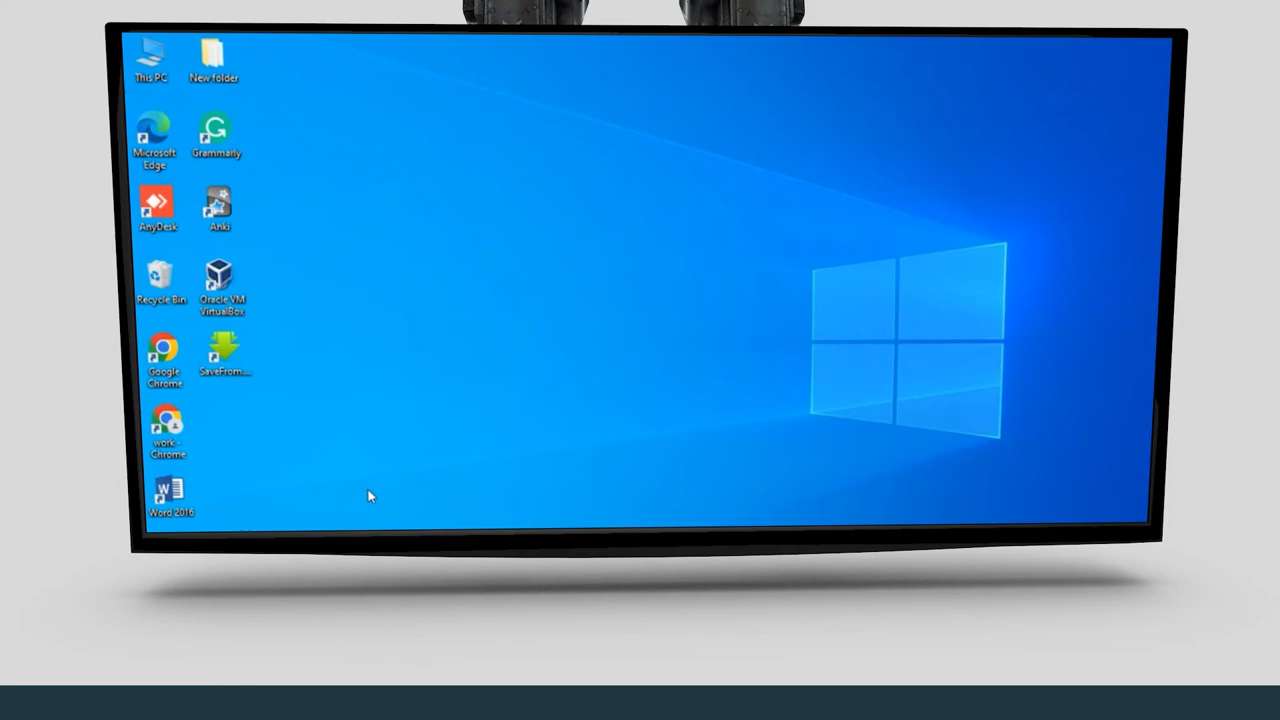 This PC
New folder
Microsoft
Edge
Grammarly
AnyDesk
Anki
Recycle Bin
Oracle VM
VirtualBox
Google
Chrome
SaveFrom....
work -
Chrome
Word 2016